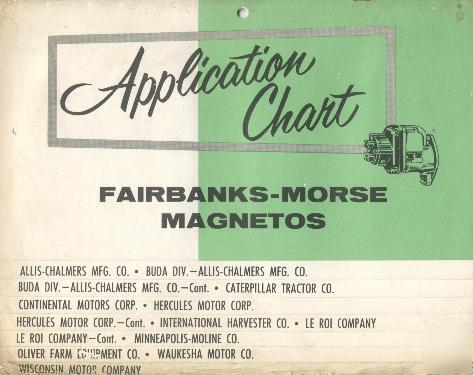 Application
Chart
FAIRBANKS-MORSE
MAGNETOS
ALLIS-CHALMERS MFG. CO. • BUDA DIV.—ALLIS-CHALMERS MFG. CO.
BUDA DIV.—ALLIS-CHALMERS MFG. CO.—Cont. • CATERPILLAR TRACTOR CO.
CONTINENTAL MOTORS CORP. • HERCULES MOTOR CORP.
HERCULES MOTOR CORP.—Cont. • INTERNATIONAL HARVESTER CO. • LE ROI COMPANY
LE ROI COMPANY—Cont. • MINNEAPOLIS-MOLINE CO.
OLIVER FARM EQUIPMENT CO. • WAUKESHA MOTOR CO.
WISCONSIN MOTOR COMPANY